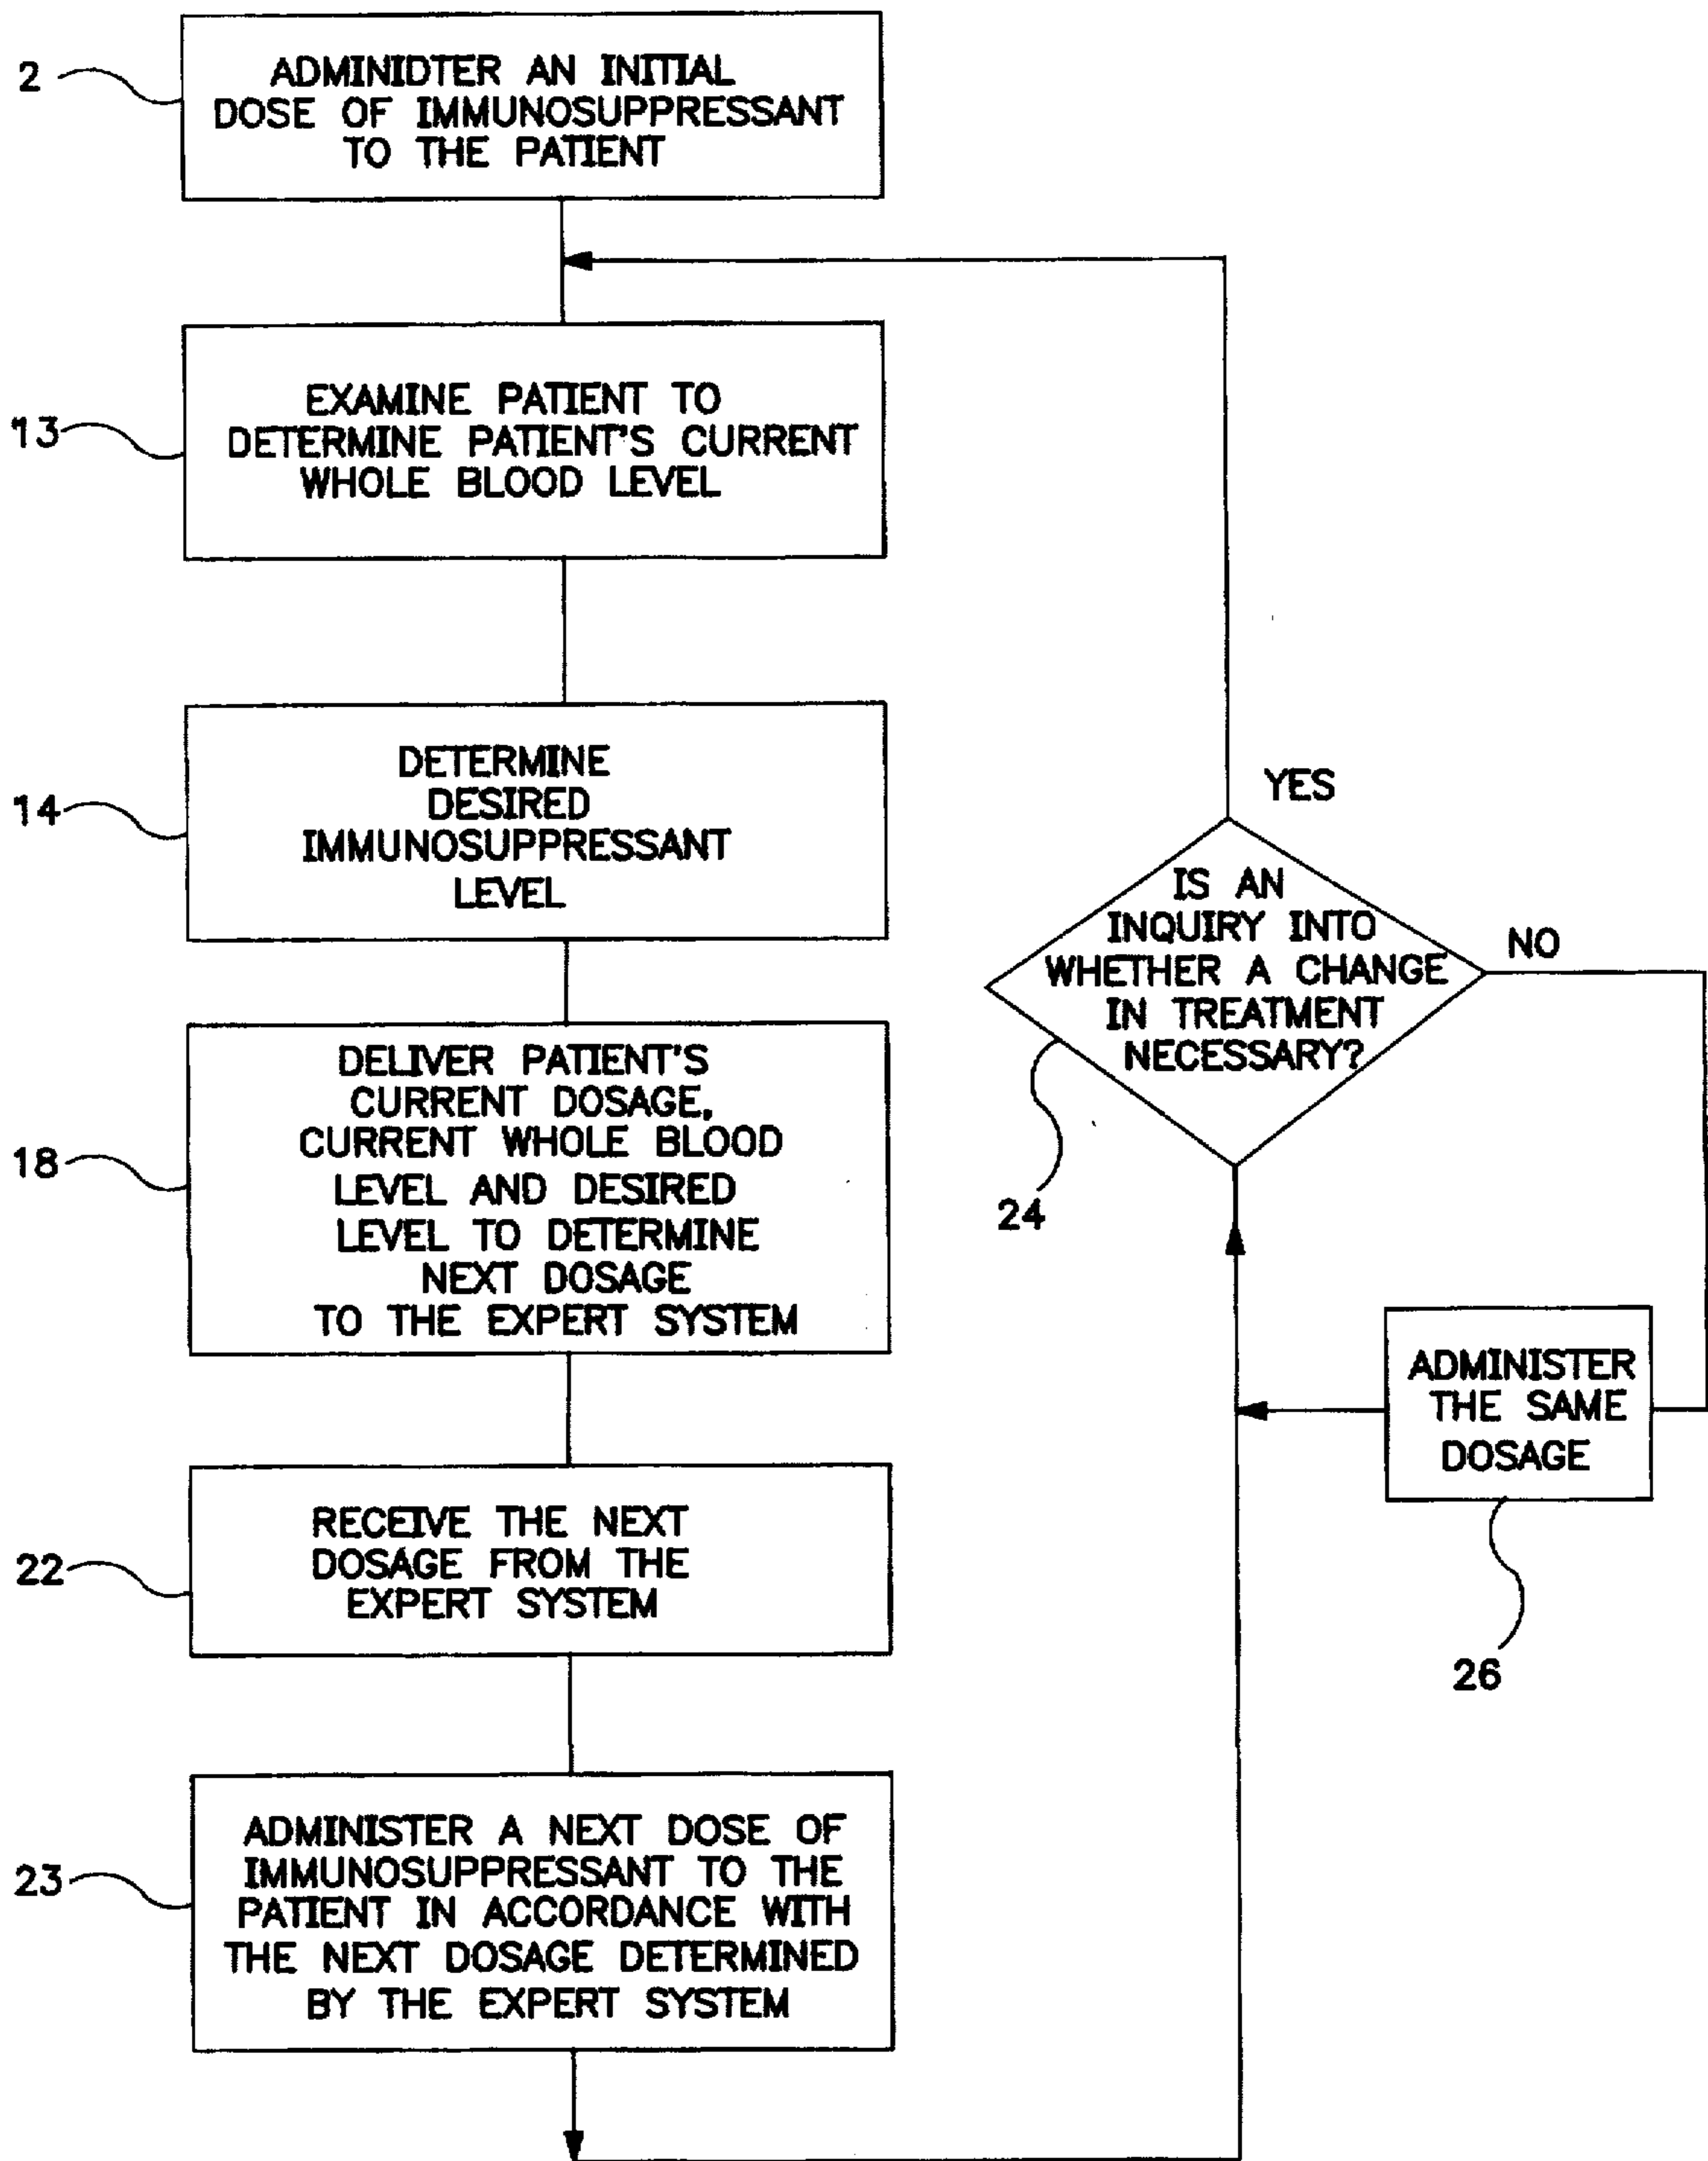 2
ADMINIDTER AN INITIAL
DOSE OF IMMUNOSUPPRESSANT
TO THE PATIENT
13
EXAMINE PATIENT TO
DETERMINE PATIENT'S CURRENT
WHOLE BLOOD LEVEL
14
DETERMINE
DESIRED
IMMUNOSUPPRESSANT
LEVEL
18
DELIVER PATIENT'S
CURRENT DOSAGE,
CURRENT WHOLE BLOOD
LEVEL AND DESIRED
LEVEL TO DETERMINE
NEXT DOSAGE
TO THE EXPERT SYSTEM
22
RECEIVE THE NEXT
DOSAGE FROM THE
EXPERT SYSTEM
23
ADMINISTER A NEXT DOSE OF
IMMUNOSUPPRESSANT TO THE
PATIENT IN ACCORDANCE WITH
THE NEXT DOSAGE DETERMINED
BY THE EXPERT SYSTEM
YES
IS AN
INQUIRY INTO
WHETHER A CHANGE
IN TREATMENT
NECESSARY?
NO
24
ADMINISTER
THE SAME
DOSAGE
26